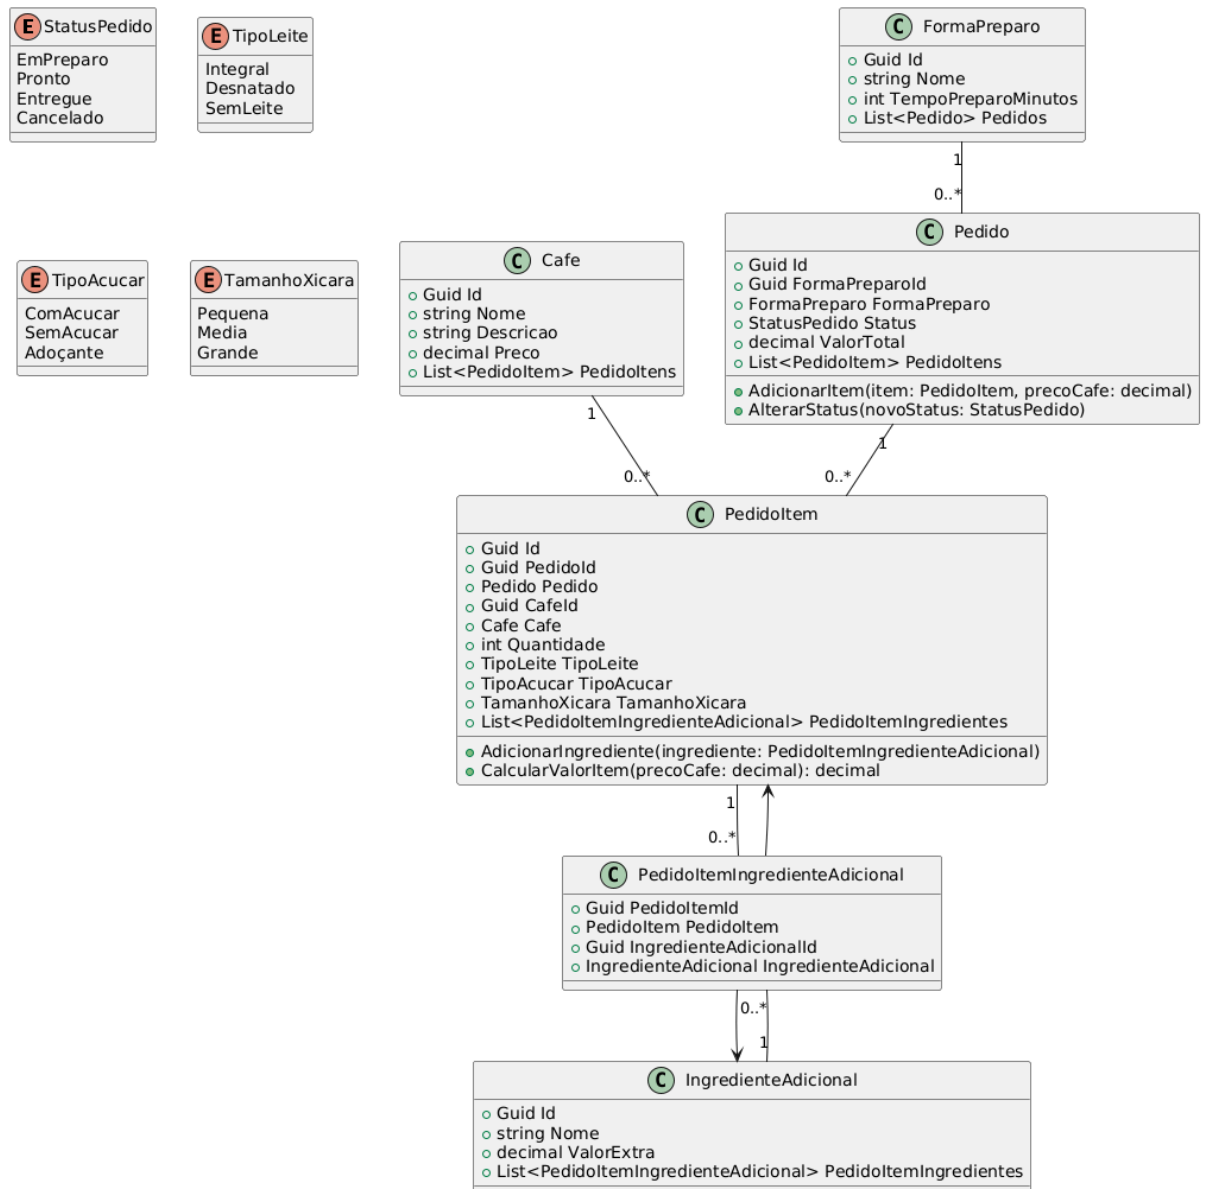 E StatusPedido
EmPreparo
Pronto
Entregue
Cancelado
E TipoLeite
Integral
Desnatado
SemLeite
C FormaPreparo
Guid Id
string Nome
int TempoPreparoMinutos
List<Pedido> Pedidos
1
0..*
E TipoAcucar
ComAcucar
SemAcucar
Adoçante
E TamanhoXicara
Pequena
Media
Grande
C Cafe
Guid Id
string Nome
string Descricao
decimal Preco
List<PedidoItem> PedidoItens
C Pedido
Guid Id
Guid FormaPreparoId
FormaPreparo FormaPreparo
StatusPedido Status
decimal ValorTotal
List<PedidoItem> PedidoItens
AdicionarItem(item: PedidoItem, precoCafe: decimal)
AlterarStatus(novoStatus: StatusPedido)
1
0..*
1
0..*
C PedidoItem
Guid Id
Guid PedidoId
Pedido Pedido
Guid CafeId
Cafe Cafe
int Quantidade
TipoLeite TipoLeite
TipoAcucar TipoAcucar
TamanhoXicara TamanhoXicara
List<PedidoItemIngredienteAdicional> PedidoItemIngredientes
AdicionarIngrediente(ingrediente: PedidoItemIngredienteAdicional)
CalcularValorItem(precoCafe: decimal): decimal
1
0..*
C PedidoItemIngredienteAdicional
Guid PedidoItemId
PedidoItem PedidoItem
Guid IngredienteAdicionalId
IngredienteAdicional IngredienteAdicional
0..*
1
C IngredienteAdicional
Guid Id
string Nome
decimal ValorExtra
List<PedidoItemIngredienteAdicional> PedidoItemIngredientes